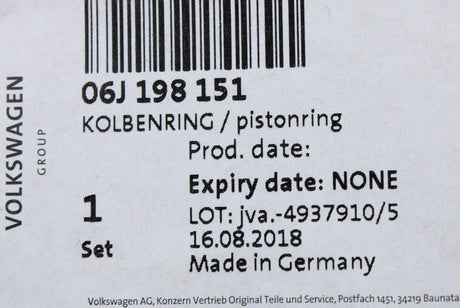 VOLKSWAGEN
GROUP
06J 198 151
KOLBENRING / pistonring
Prod. date:
Expiry date: NONE
1
Set
LOT: jva.-4937910/5
16.08.2018
Made in Germany
Volkswagen AG, Konzern Vertrieb Original Teile und Service, Postfach 1451, 34219 Baunata